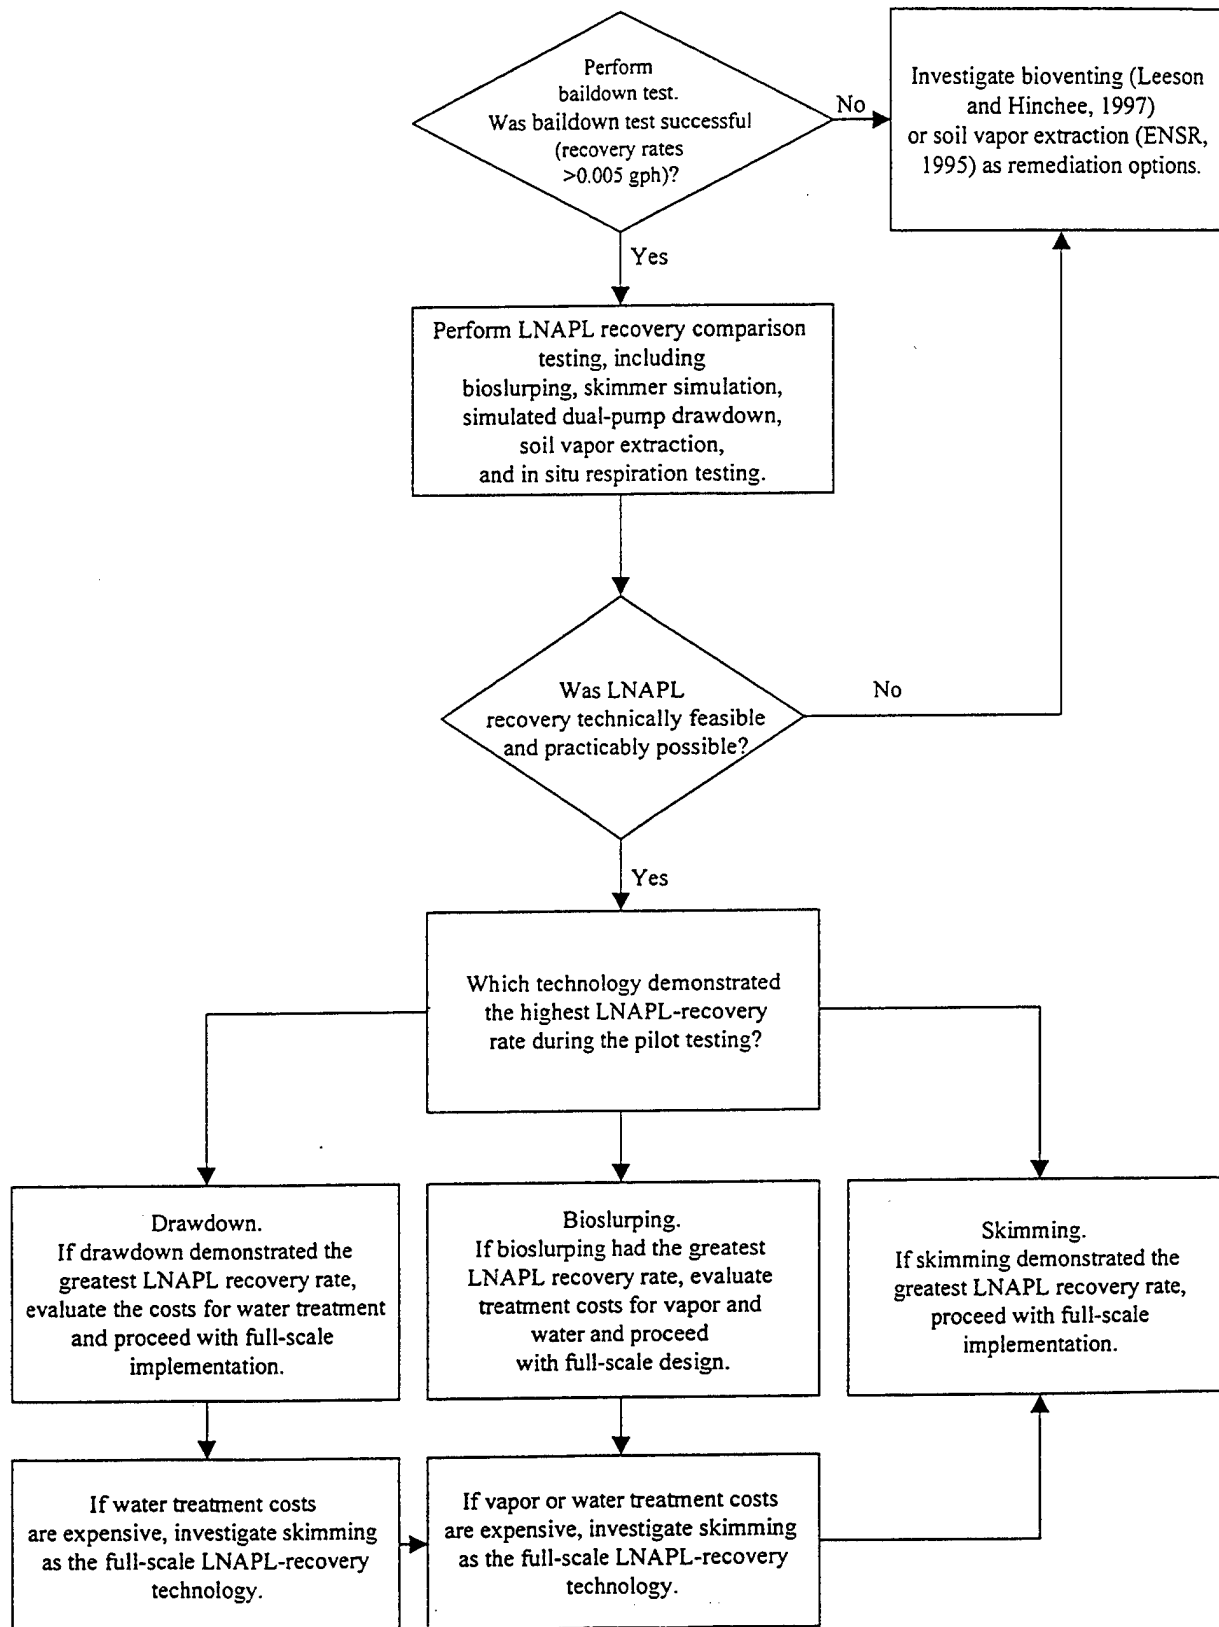 Perform
baildown test.
Was baildown test successful
(recovery rates
>0.005 gph)?
No
Investigate bioventing (Leeson
and Hinchee, 1997)
or soil vapor extraction (ENSR,
1995) as remediation options.
Yes
Perform LNAPL recovery comparison
testing, including
bioslurping, skimmer simulation,
simulated dual-pump drawdown,
soil vapor extraction,
and in situ respiration testing.
Was LNAPL
recovery technically feasible
and practicably possible?
No
Yes
Which technology demonstrated
the highest LNAPL-recovery
rate during the pilot testing?
Drawdown.
If drawdown demonstrated the
greatest LNAPL recovery rate,
evaluate the costs for water treatment
and proceed with full-scale
implementation.
Bioslurping.
If bioslurping had the greatest
LNAPL recovery rate, evaluate
treatment costs for vapor and
water and proceed
with full-scale design.
Skimming.
If skimming demonstrated the
greatest LNAPL recovery rate,
proceed with full-scale
implementation.
If water treatment costs
are expensive, investigate skimming
as the full-scale LNAPL-recovery
technology.
If vapor or water treatment costs
are expensive, investigate skimming
as the full-scale LNAPL-recovery
technology.